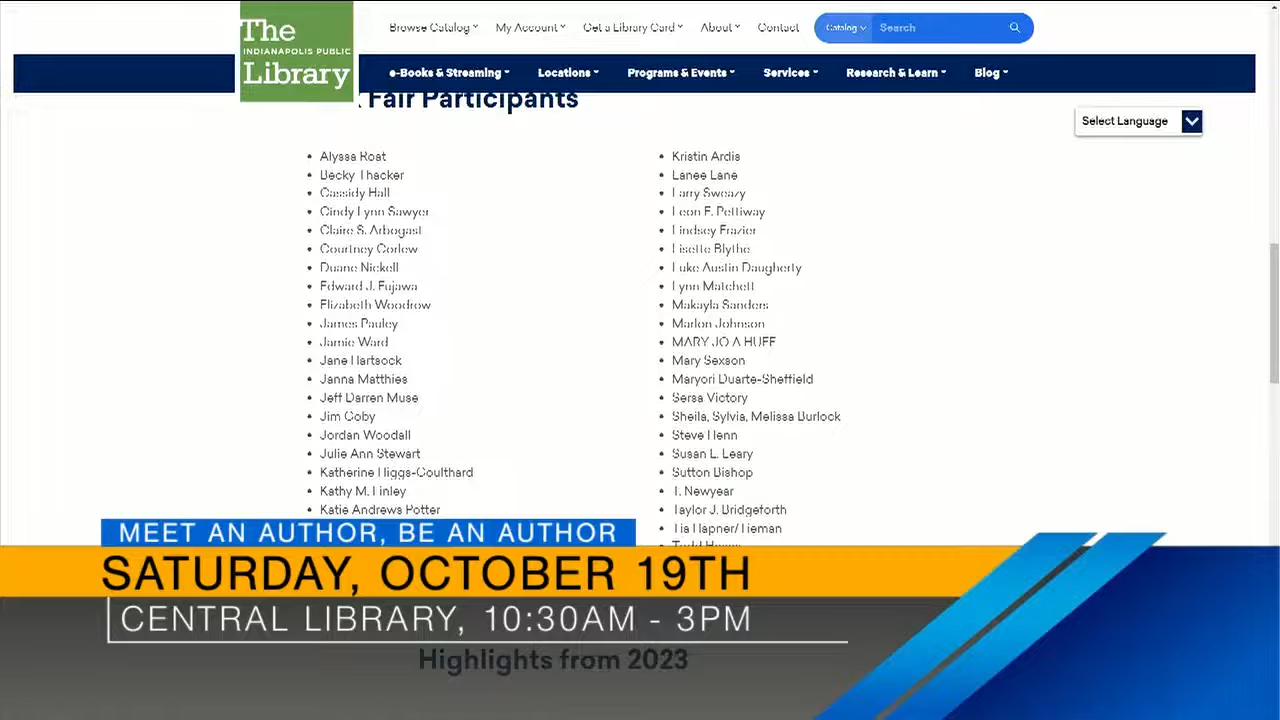 The
INDIANAPOLIS PUBLIC
Library
Browse Catalog My Account Get a Library Card About Contact Catalog Search
e-Books & Streaming Locations Programs & Events Services Research & Learn Blog
Fair Participants
Select Language
Alyssa Roat
Becky Thacker
Cassidy Hall
Cindy Lynn Sawyer
Claire S. Arbogast
Courtney Corlew
Duane Nickell
Edward J. Fujawa
Elizabeth Woodrow
James Pauley
Jamie Ward
Jane Hartsock
Janna Matthies
Jeff Darren Muse
Jim Coby
Jordan Woodall
Julie Ann Stewart
Katherine Higgs-Coulthard
Kathy M. Finley
Katie Andrews Potter
Kristin Ardis
Lanee Lane
Larry Sweazy
Leon E. Pettiway
Lindsey Frazier
Lisette Blythe
Luke Austin Daugherty
Lynn Matchett
Makayla Sanders
Marlon Johnson
MARY JO A HUFF
Mary Sexson
Maryori Duarte-Sheffield
Sersa Victory
Sheila, Sylvia, Melissa Burlock
Steve Henn
Susan L. Leary
Sutton Bishop
T. Newyear
Taylor J. Bridgeforth
Tia Hapner/ Tieman
MEET AN AUTHOR, BE AN AUTHOR
SATURDAY, OCTOBER 19TH
CENTRAL LIBRARY, 10:30AM - 3PM
Highlights from 2023